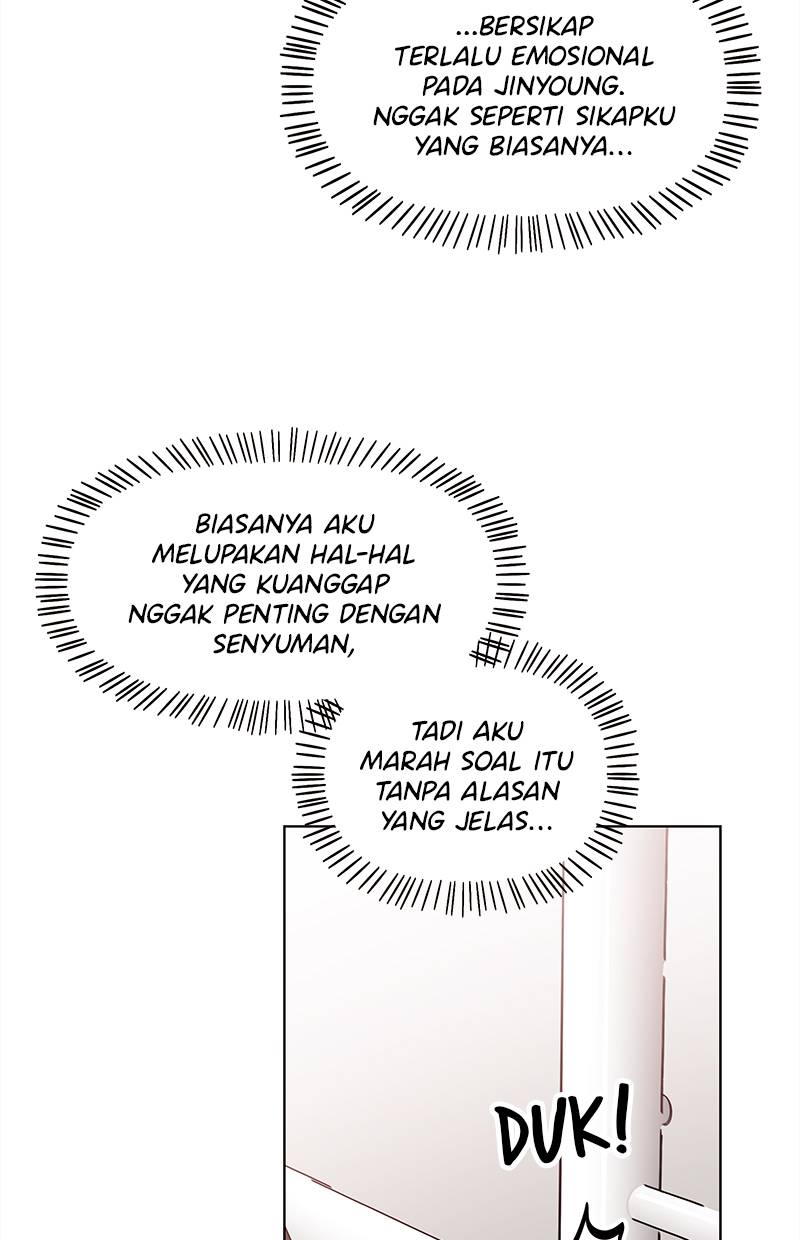 ...BERSIKAP
TERLALU EMOSIONAL
PADA JINYOUNG.
NGGAK SEPERTI SIKAPKU
YANG BIASANYA...
BIASANYA AKU
MELUPAKAN HAL-HAL
YANG KUANGGAP
NGGAK PENTING DENGAN
SENYUMAN,
TADI AKU
MARAH SOAL ITU
TANPA ALASAN
YANG JELAS...
DUK!